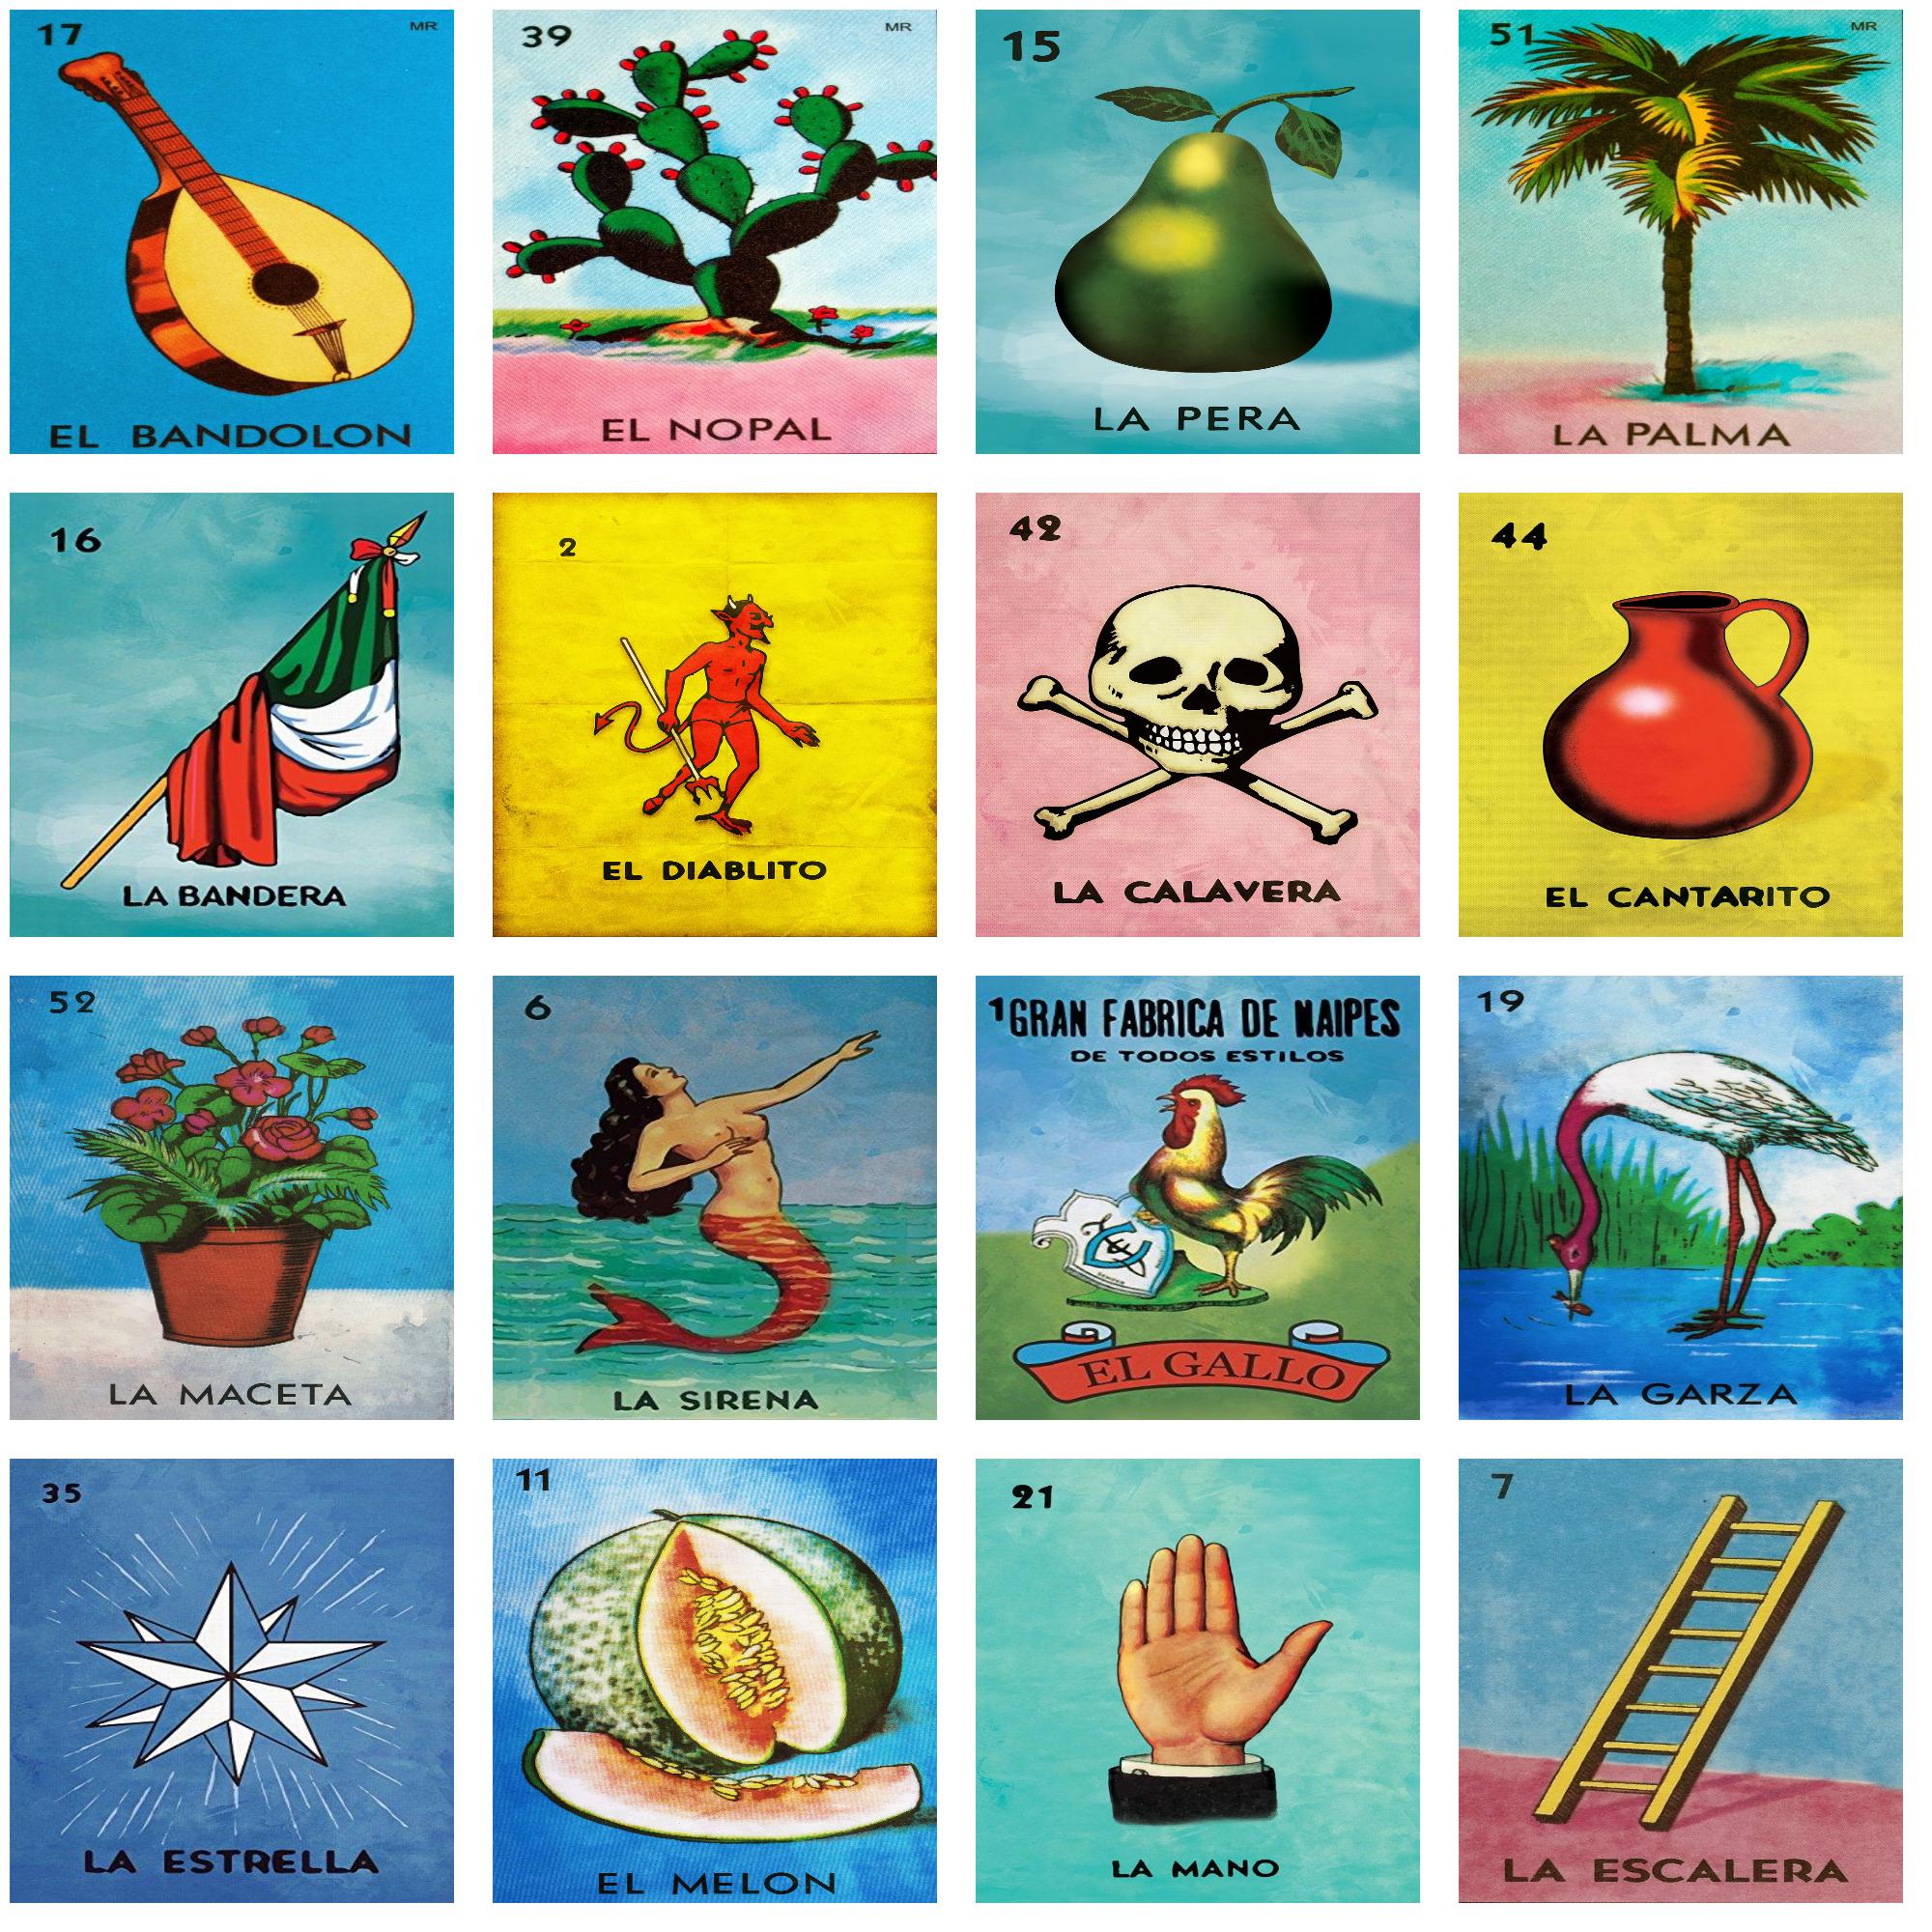 17
MR
EL BANDOLON
39
MR
EL NOPAL
15
LA PERA
51
MR
LA PALMA
16
LA BANDERA
2
EL DIABLITO
42
LA CALAVERA
44
EL CANTARITO
52
LA MACETA
6
LA SIRENA
1 GRAN FABRICA DE NAIPES
DE TODOS ESTILOS
EL GALLO
19
LA GARZA
35
LA ESTRELLA
11
EL MELON
21
LA MANO
7
LA ESCALERA